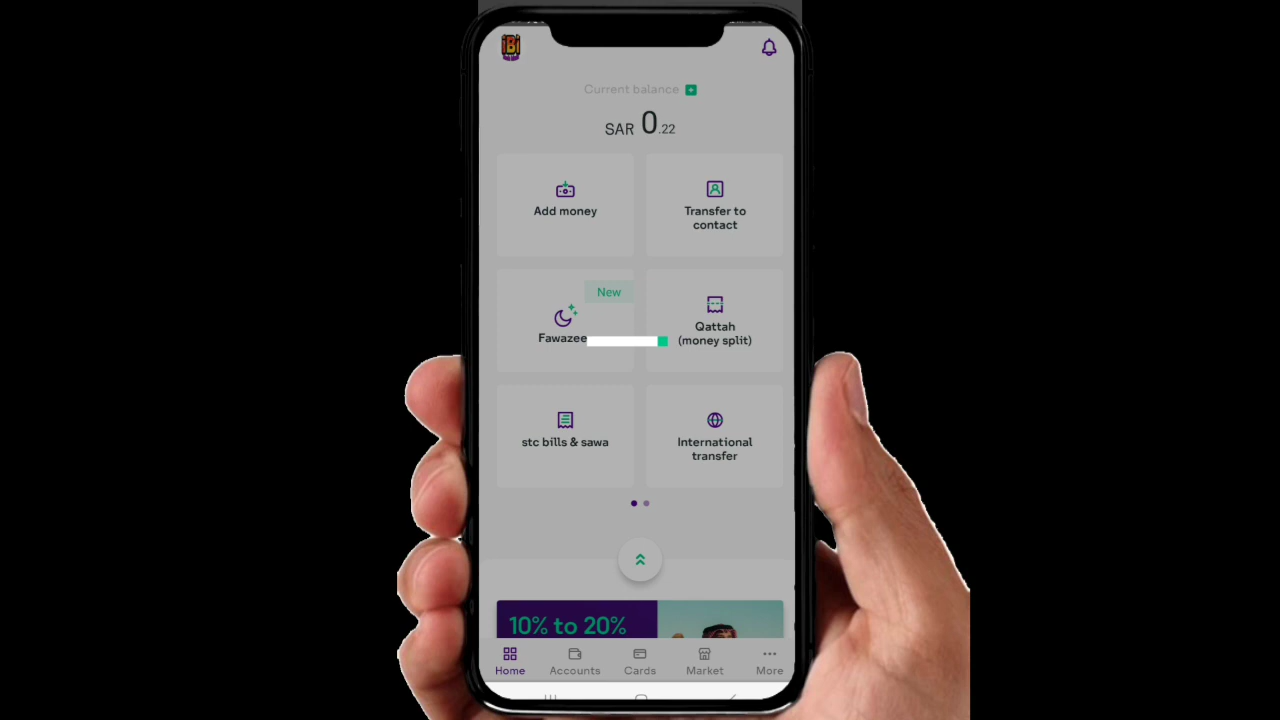 iBi
Current balance
SAR 0.22
Add money
Transfer to
contact
New
Fawazee
Qattah
(money split)
stc bills & sawa
International
transfer
10% to 20%
Home
Accounts
Cards
Market
More